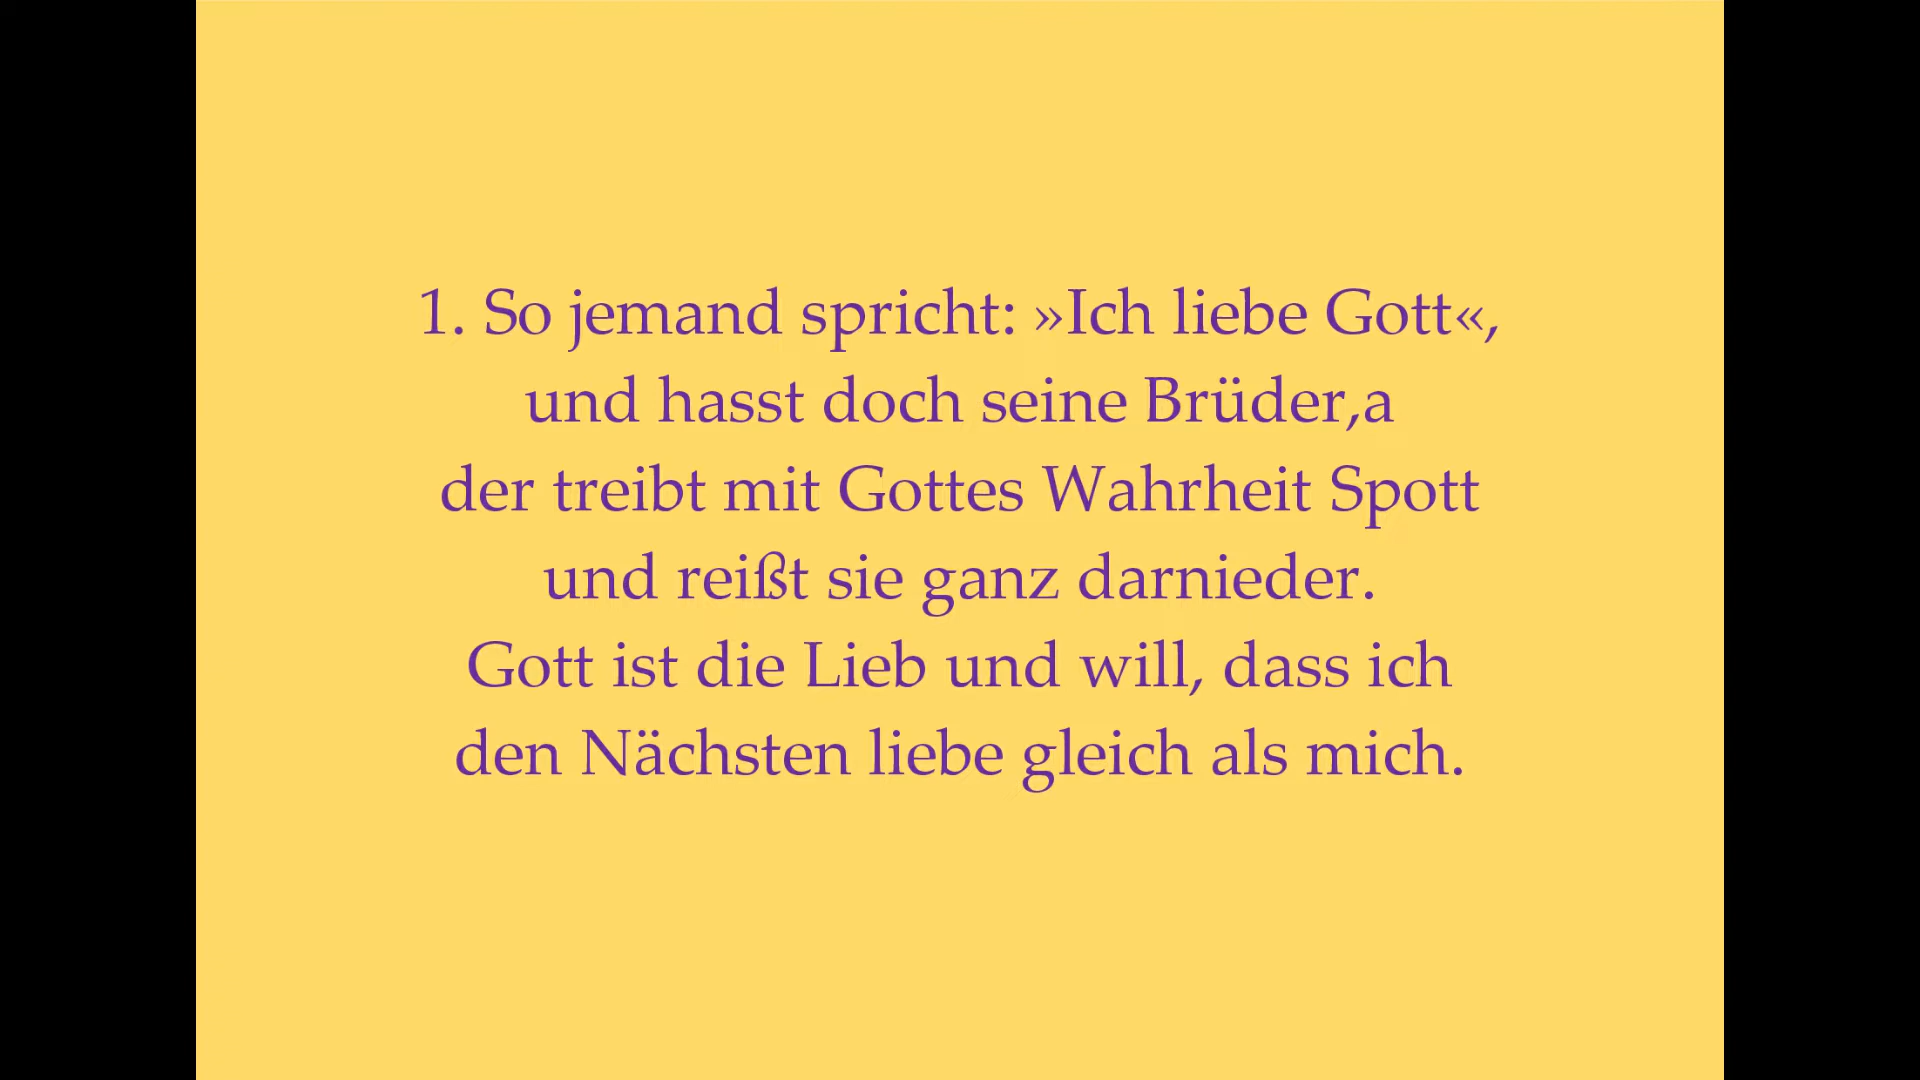 1. So jemand spricht: »Ich liebe Gott«,
und hasst doch seine Brüder,a
der treibt mit Gottes Wahrheit Spott
und reißt sie ganz darnieder.
Gott ist die Lieb und will, dass ich
den Nächsten liebe gleich als mich.